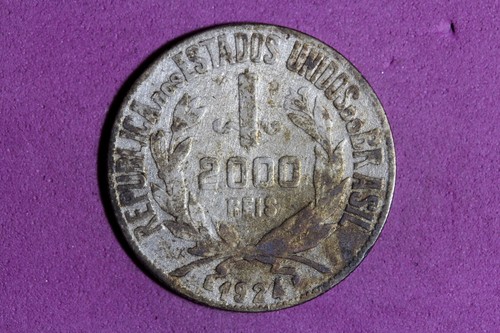 REPUBLICA DOS ESTADOS UNIDOS DO BRASIL
2000
REIS
1924